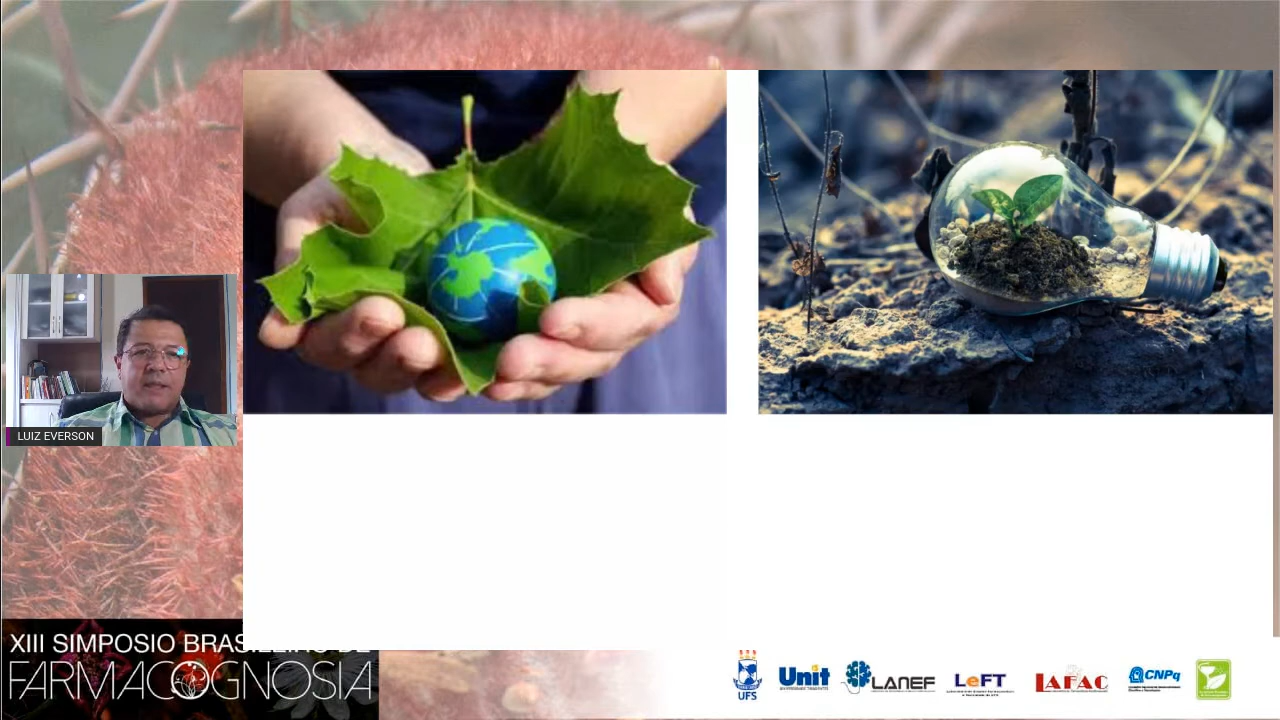 LUIZ EVERSON
XIII SIMPOSIO BRASILEIRO DE
FARMACOGNOSIA
UFS
Unit
LANEF
LeFT
LAFAC
CNPq